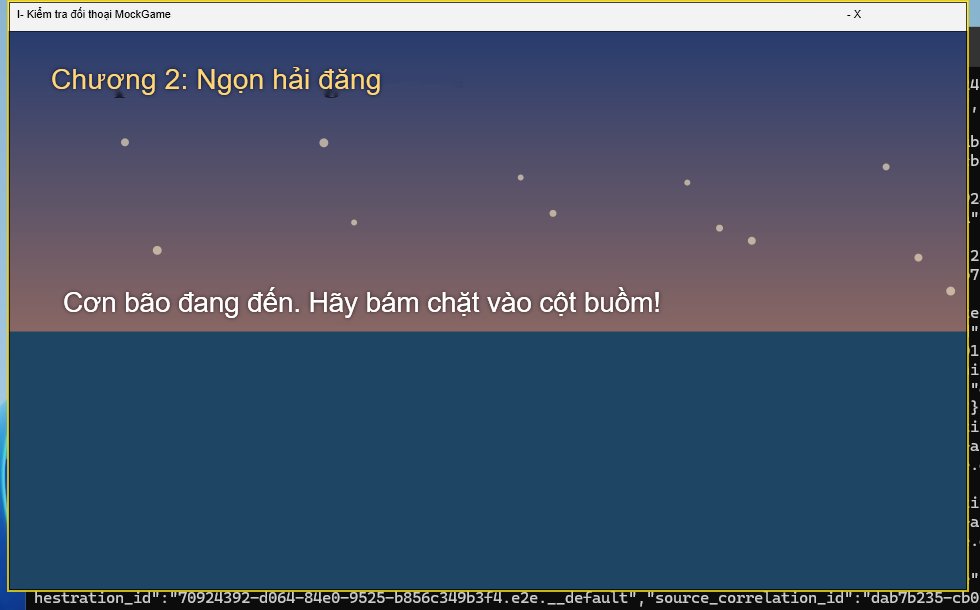 I- Kiểm tra đối thoại MockGame
- X
Chương 2: Ngọn hải đăng
Cơn bão đang đến. Hãy bám chặt vào cột buồm!
hestration_id":"70924392-d064-84e0-9525-b856c349b3f4.e2e.__default","source_correlation_id":"dab7b235-cb0